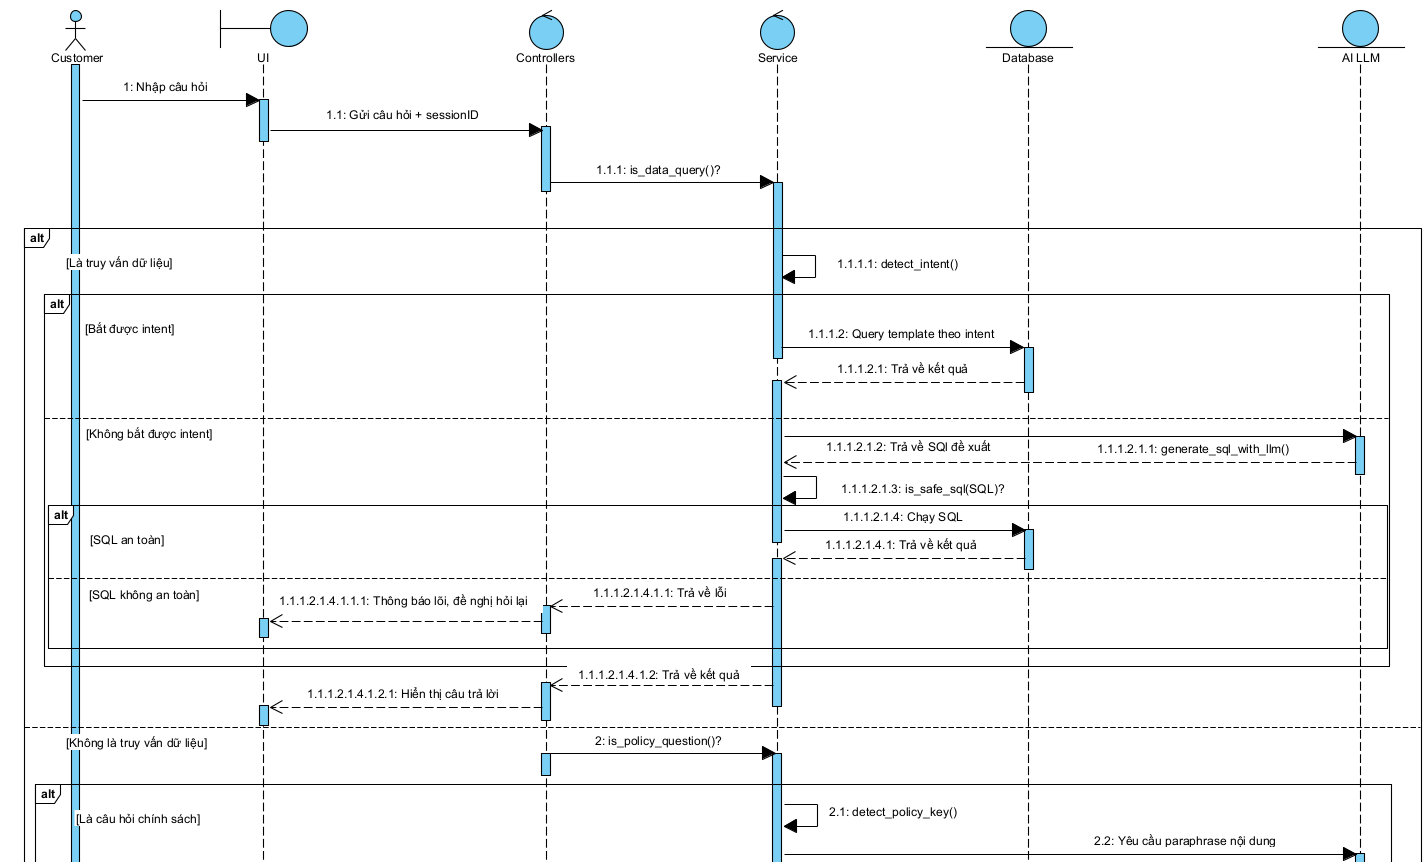 Customer
UI
Controllers
Service
Database
AI LLM
1: Nhập câu hỏi
1.1: Gửi câu hỏi + sessionID
1.1.1: is_data_query()?
alt
[Là truy vấn dữ liệu]
1.1.1.1: detect_intent()
alt
[Bắt được intent]
1.1.1.2: Query template theo intent
1.1.1.2.1: Trả về kết quả
[Không bắt được intent]
1.1.1.2.1.2: Trả về SQl đề xuất
1.1.1.2.1.1: generate_sql_with_llm()
1.1.1.2.1.3: is_safe_sql(SQL)?
alt
1.1.1.2.1.4: Chạy SQL
[SQL an toàn]
1.1.1.2.1.4.1: Trả về kết quả
[SQL không an toàn]
1.1.1.2.1.4.1.1: Trả về lỗi
1.1.1.2.1.4.1.1.1: Thông báo lỗi, đề nghị hỏi lại
1.1.1.2.1.4.1.2: Trả về kết quả
1.1.1.2.1.4.1.2.1: Hiển thị câu trả lời
[Không là truy vấn dữ liệu]
2: is_policy_question()?
alt
[Là câu hỏi chính sách]
2.1: detect_policy_key()
2.2: Yêu cầu paraphrase nội dung